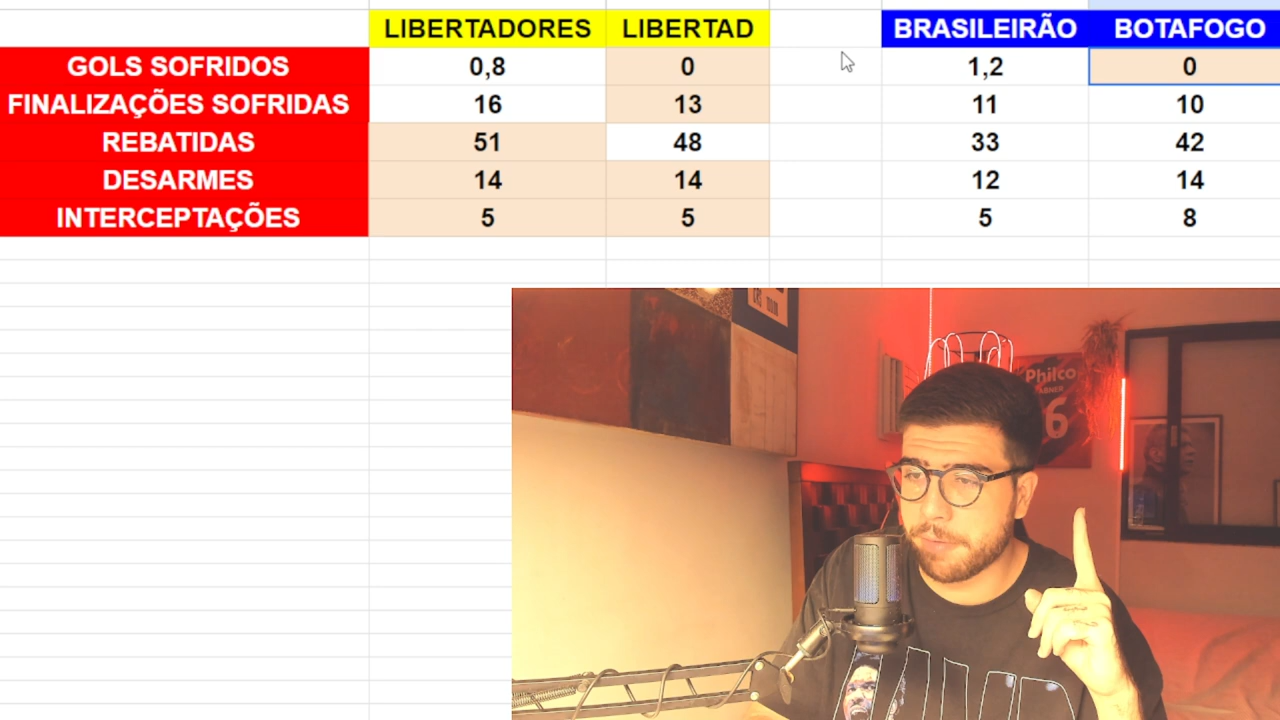 LIBERTADORES LIBERTAD BRASILEIRÃO BOTAFOGO
GOLS SOFRIDOS 0,8 0 1,2 0
FINALIZAÇÕES SOFRIDAS 16 13 11 10
REBATIDAS 51 48 33 42
DESARMES 14 14 12 14
INTERCEPTAÇÕES 5 5 5 8
Philco
6